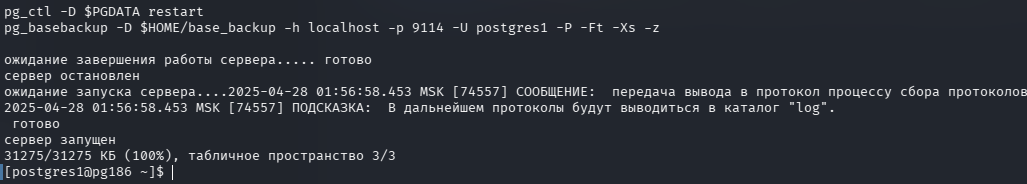 pg_ctl -D $PGDATA restart
pg_basebackup -D $HOME/base_backup -h localhost -p 9114 -U postgres1 -P -Ft -Xs -z
ожидание завершения работы сервера..... готово
сервер остановлен
ожидание запуска сервера....2025-04-28 01:56:58.453 MSK [74557] СООБЩЕНИЕ:  передача вывода в протокол процессу сбора протоколов
2025-04-28 01:56:58.453 MSK [74557] ПОДСКАЗКА:  В дальнейшем протоколы будут выводиться в каталог "log".
 готово
сервер запущен
31275/31275 КБ (100%), табличное пространство 3/3
[postgres1@pg186 ~]$